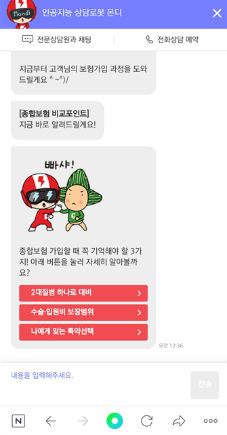 인공지능 상담로봇 몬디
전문상담원과 채팅
전화상담 예약
지금부터 고객님의 보험가입 과정을 도와
드릴게요 ^ ~^)/
[종합보험 비교포인트]
지금 바로 알려드릴게요!
빠샤!
종합보험 가입할 때 꼭 기억해야 할 3가
지! 아래 버튼을 눌러 자세히 알아볼까
요?
2대질병 하나로 대비
수술·입원비 보장범위
나에게 맞는 특약선택
오전 12:36
내용을 입력해주세요.
전송
N